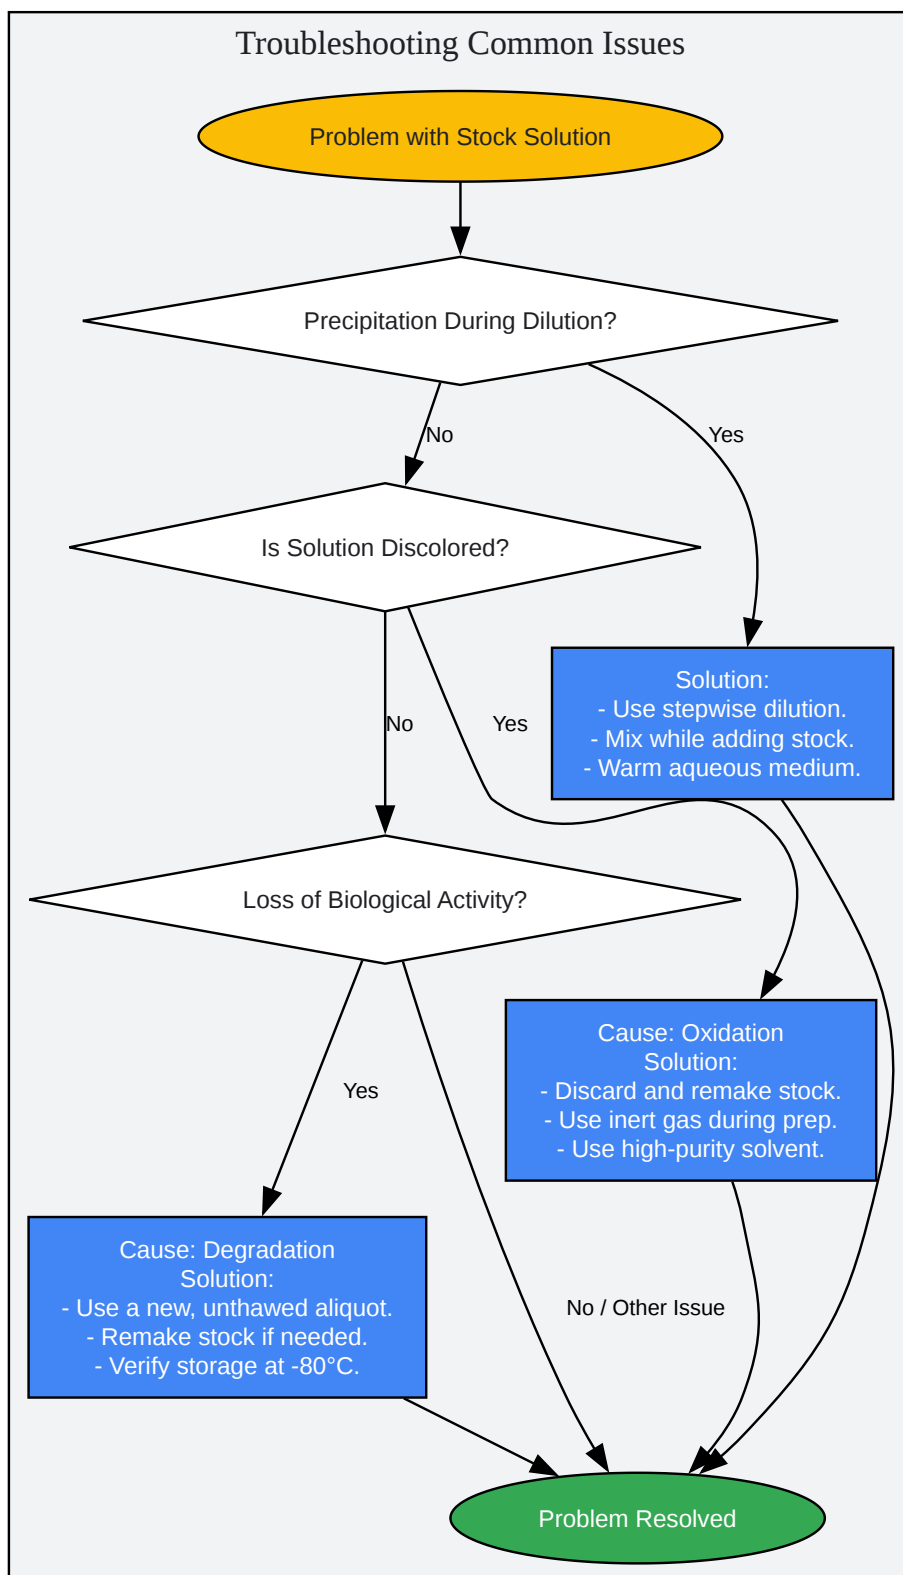 Troubleshooting Common Issues
Problem with Stock Solution
Precipitation During Dilution?
No
Yes
Is Solution Discolored?
No
Yes
Solution:
- Use stepwise dilution.
- Mix while adding stock.
- Warm aqueous medium.
Loss of Biological Activity?
Yes
Cause: Oxidation
Solution:
- Discard and remake stock.
- Use inert gas during prep.
- Use high-purity solvent.
Cause: Degradation
Solution:
- Use a new, unthawed aliquot.
- Remake stock if needed.
- Verify storage at -80°C.
No / Other Issue
Problem Resolved